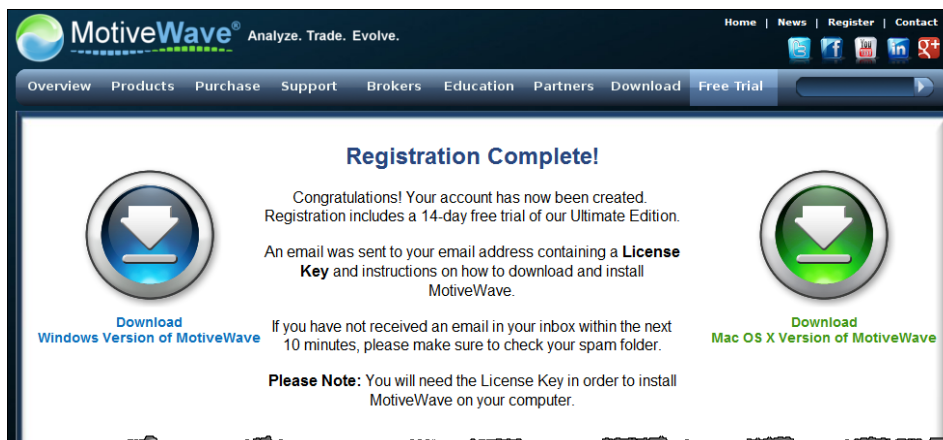 MotiveWave® Analyze. Trade. Evolve.
Home | News | Register | Contact
Overview Products Purchase Support Brokers Education Partners Download Free Trial
Registration Complete!
Congratulations! Your account has now been created.
Registration includes a 14-day free trial of our Ultimate Edition.
An email was sent to your email address containing a License
Key and instructions on how to download and install
MotiveWave.
If you have not received an email in your inbox within the next
10 minutes, please make sure to check your spam folder.
Please Note: You will need the License Key in order to install
MotiveWave on your computer.
Download
Windows Version of MotiveWave
Download
Mac OS X Version of MotiveWave